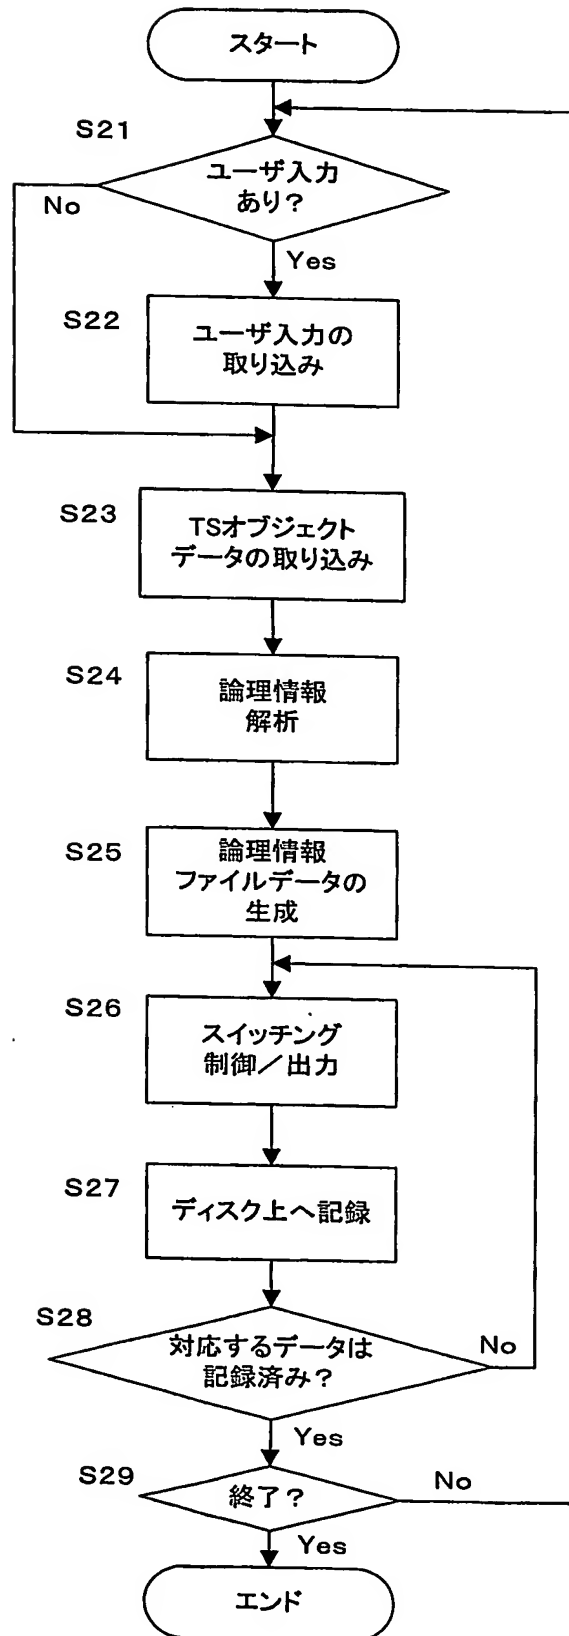 スタート
S21
ユーザ入力
あり？
No
Yes
S22
ユーザ入力の
取り込み
S23
TSオブジェクト
データの取り込み
S24
論理情報
解析
S25
論理情報
ファイルデータの
生成
S26
スイッチング
制御／出力
S27
ディスク上へ記録
S28
対応するデータは
記録済み？
No
Yes
S29
終了？
No
Yes
エンド